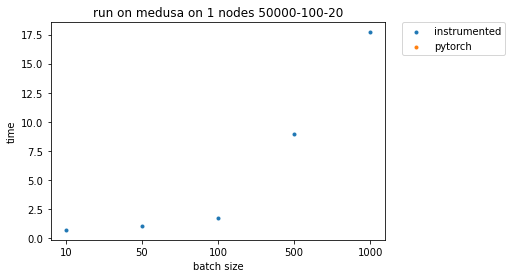 run on medusa on 1 nodes 50000-100-20
instrumented
pytorch
17.5
15.0
12.5
10.0
7.5
5.0
2.5
0.0
time
10 50 100 500 1000
batch size